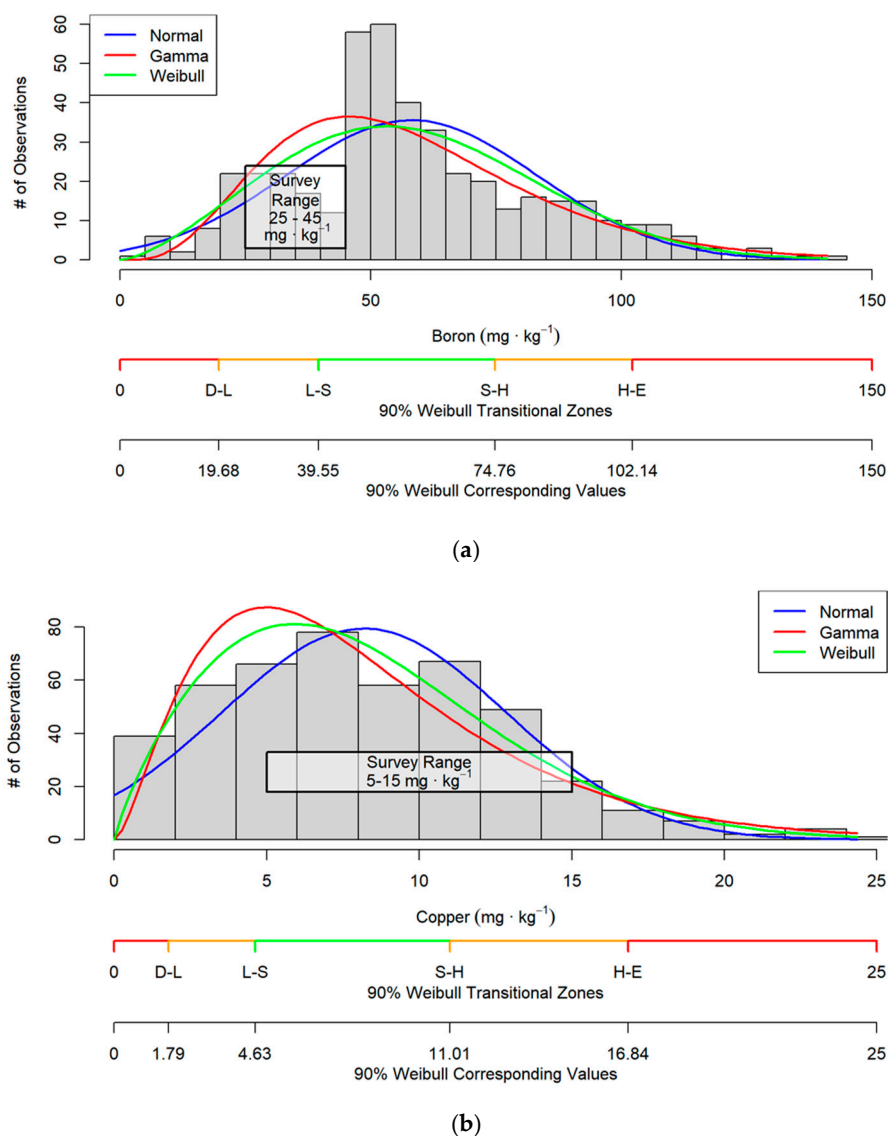 Normal
Gamma
Weibull
# of Observations
0 10 20 30 40 50 60
Survey
Range
25 - 45
mg · kg⁻¹
0 50 100 150
Boron (mg · kg⁻¹)
0 D-L L-S S-H H-E 150
90% Weibull Transitional Zones
0 19.68 39.55 74.76 102.14 150
90% Weibull Corresponding Values
(a)
Normal
Gamma
Weibull
# of Observations
0 20 40 60 80
Survey Range
5-15 mg · kg⁻¹
0 5 10 15 20 25
Copper (mg · kg⁻¹)
0 D-L L-S S-H H-E 25
90% Weibull Transitional Zones
0 1.79 4.63 11.01 16.84 25
90% Weibull Corresponding Values
(b)